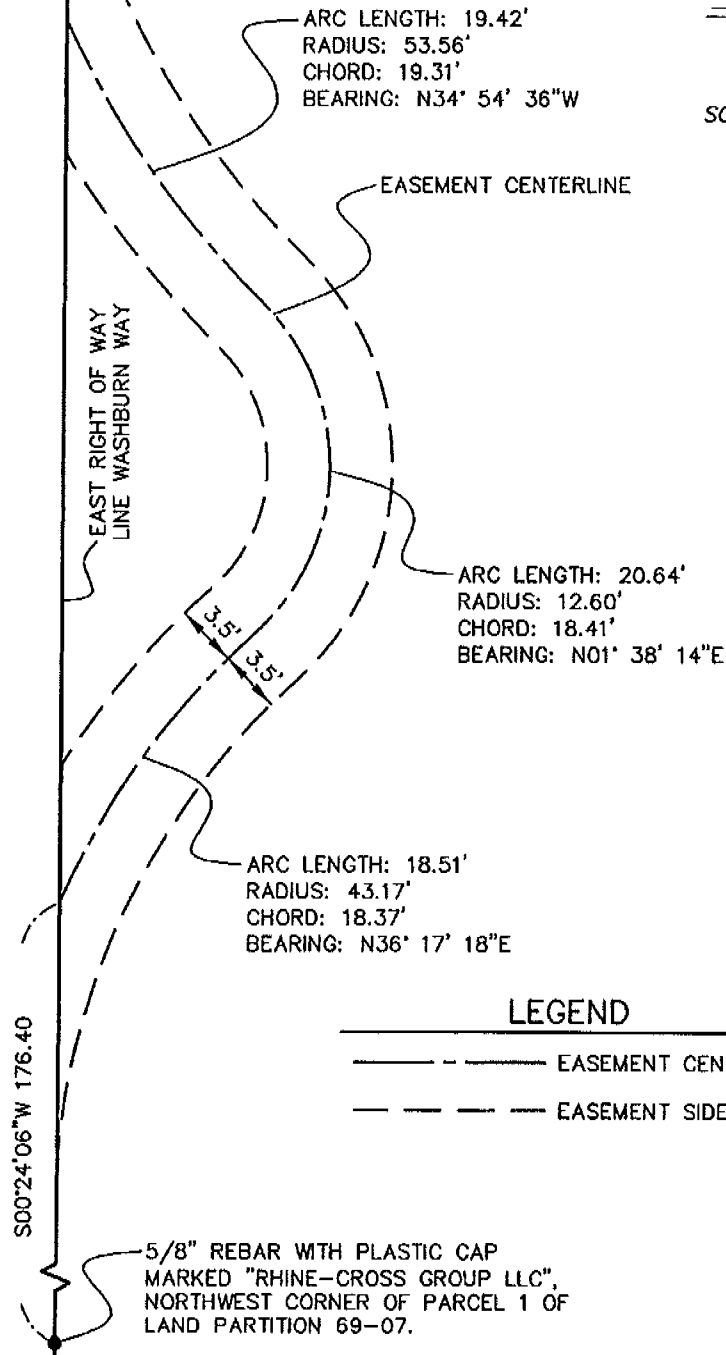 ARC LENGTH: 19.42'
RADIUS: 53.56'
CHORD: 19.31'
BEARING: N34° 54' 36"W
SC
EASEMENT CENTERLINE
EAST RIGHT OF WAY
LINE WASHBURN WAY
ARC LENGTH: 20.64'
RADIUS: 12.60'
CHORD: 18.41'
BEARING: N01° 38' 14"E
3.5'
3.5'
ARC LENGTH: 18.51'
RADIUS: 43.17'
CHORD: 18.37'
BEARING: N36° 17' 18"E
LEGEND
EASEMENT CEN
EASEMENT SIDE
S00°24'06"W 176.40
5/8" REBAR WITH PLASTIC CAP
MARKED "RHINE-CROSS GROUP LLC",
NORTHWEST CORNER OF PARCEL 1 OF
LAND PARTITION 69-07.